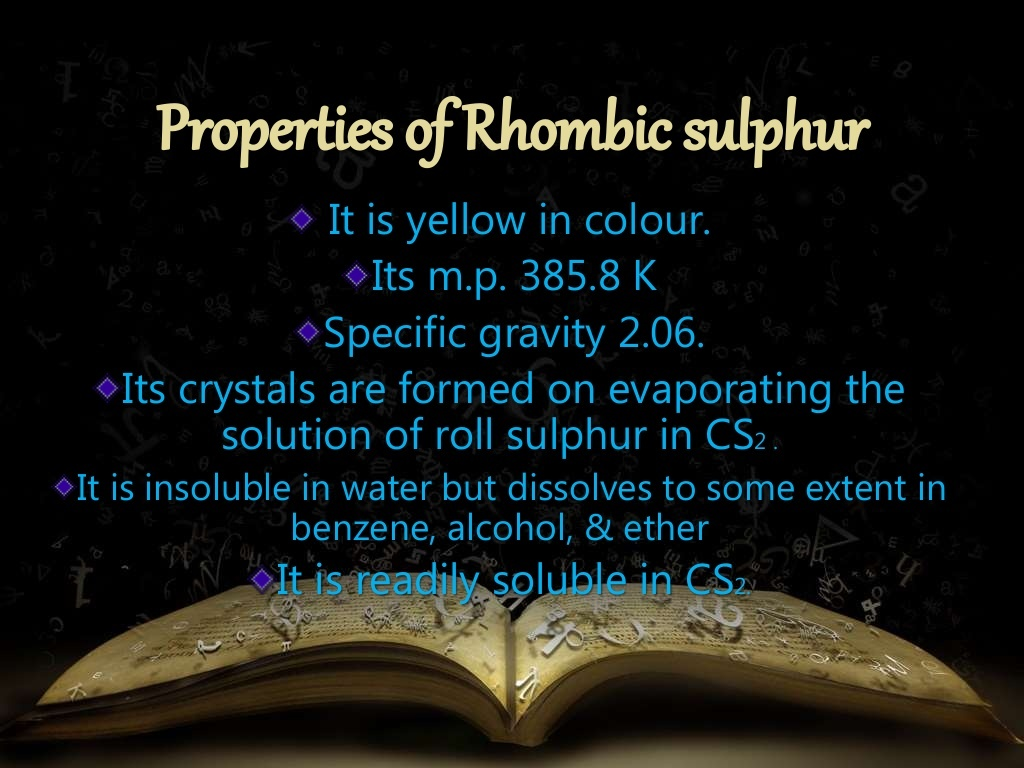 Properties of Rhombic sulphur
It is yellow in colour.
Its m.p. 385.8 K
Specific gravity 2.06.
Its crystals are formed on evaporating the
solution of roll sulphur in CS₂ .
It is insoluble in water but dissolves to some extent in
benzene, alcohol, & ether
It is readily soluble in CS₂.